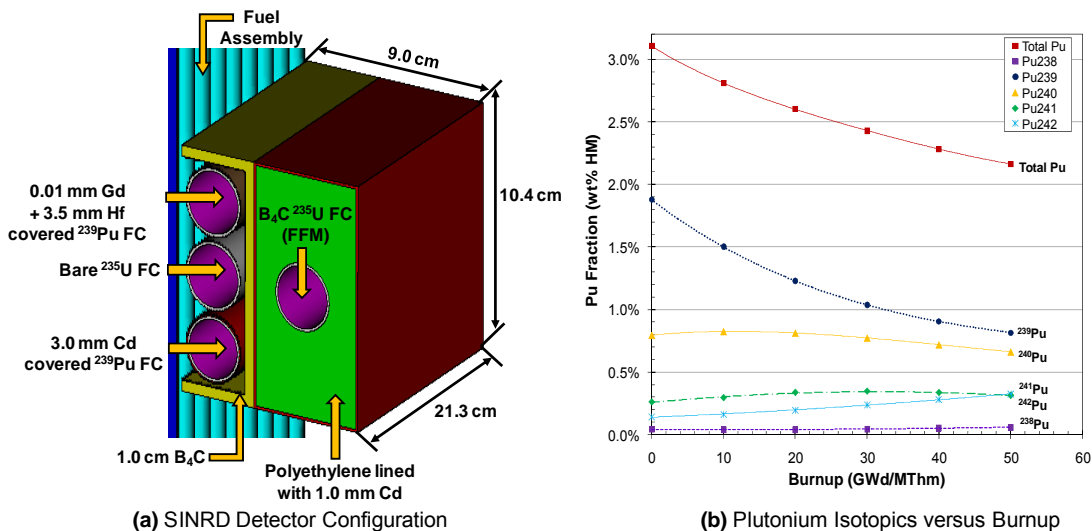 Fuel
Assembly
9.0 cm
10.4 cm
21.3 cm
0.01 mm Gd
+ 3.5 mm Hf
covered ²³⁹Pu FC
Bare ²³⁵U FC
3.0 mm Cd
covered ²³⁹Pu FC
B₄C ²³⁵U FC
(FFM)
1.0 cm B₄C
Polyethylene lined
with 1.0 mm Cd
(a) SINRD Detector Configuration
Pu Fraction (wt% HM)
3.0%
2.5%
2.0%
1.5%
1.0%
0.5%
0.0%
Total Pu
Pu238
Pu239
Pu240
Pu241
Pu242
Total Pu
²³⁹Pu
²⁴⁰Pu
²⁴¹Pu
²⁴²Pu
²³⁸Pu
0 10 20 30 40 50 60
Burnup (GWd/MThm)
(b) Plutonium Isotopics versus Burnup